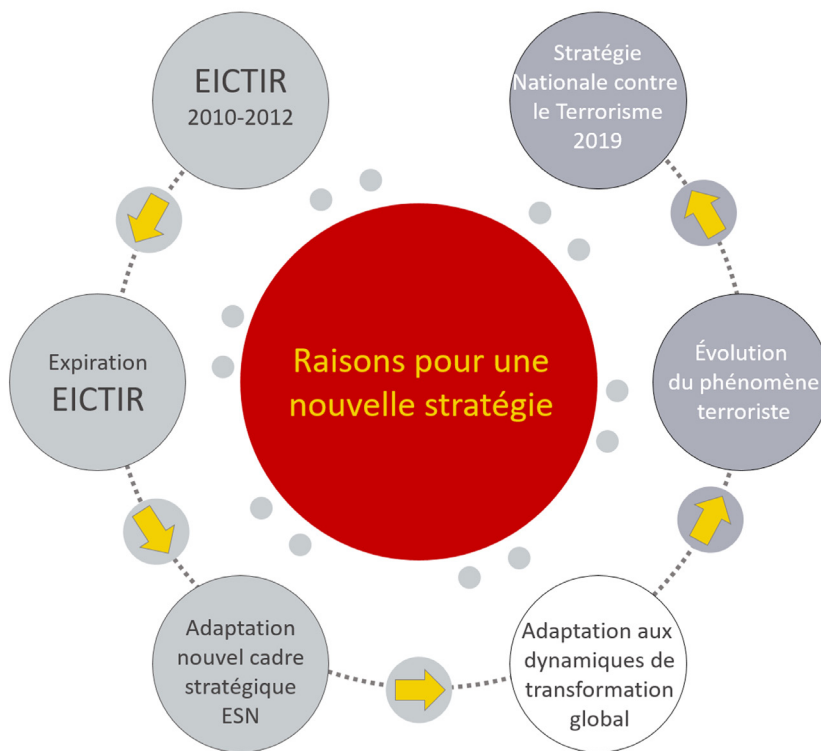 EICTIR
2010-2012
Stratégie
Nationale contre
le Terrorisme
2019
Expiration
EICTIR
Raisons pour une
nouvelle stratégie
Évolution
du phénomène
terroriste
Adaptation
nouvel cadre
stratégique
ESN
Adaptation aux
dynamiques de
transformation
global